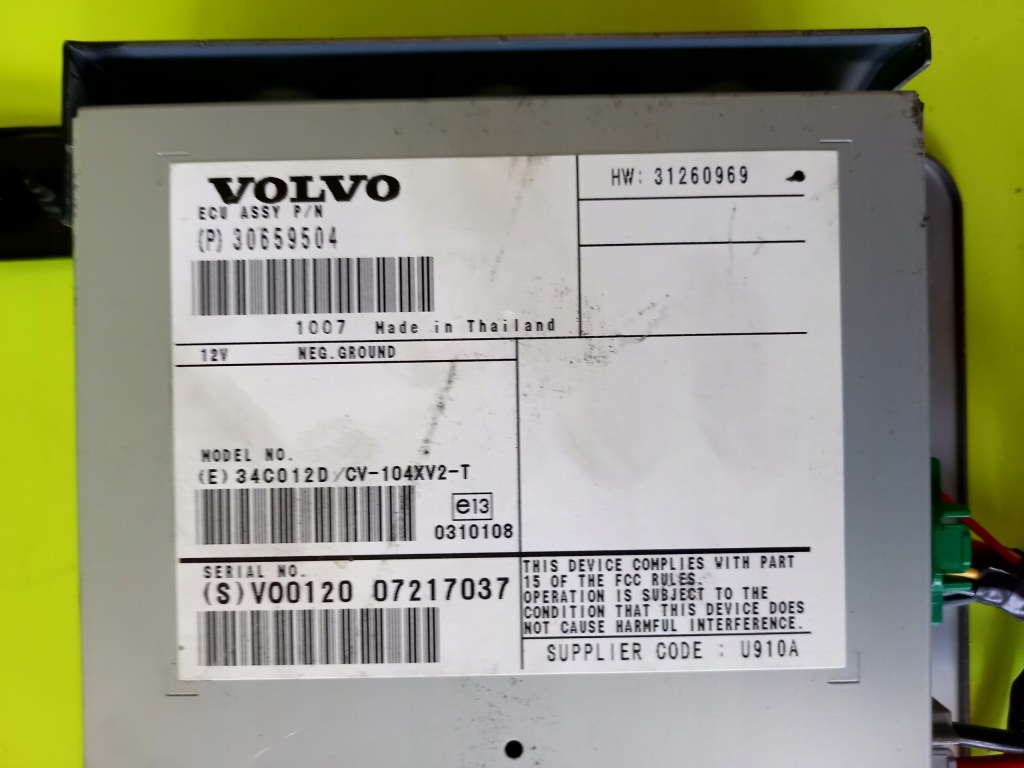 VOLVO
ECU ASSY P/N
(P) 30659504
1007 Made in Thailand
HW: 31260969
12V NEG.GROUND
MODEL NO.
(E) 34C012D/CV-104XV2-T
e13
0310108
SERIAL NO.
(S)VO0120 07217037
THIS DEVICE COMPLIES WITH PART
15 OF THE FCC RULES.
OPERATION IS SUBJECT TO THE
CONDITION THAT THIS DEVICE DOES
NOT CAUSE HARMFUL INTERFERENCE.
SUPPLIER CODE : U910A